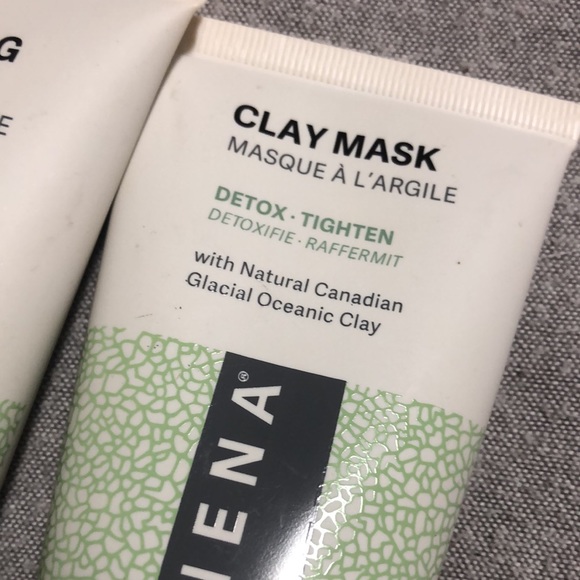 G
E
CLAY MASK
MASQUE À L'ARGILE
DETOX · TIGHTEN
DETOXIFIE · RAFFERMIT
with Natural Canadian
Glacial Oceanic Clay
IENA®